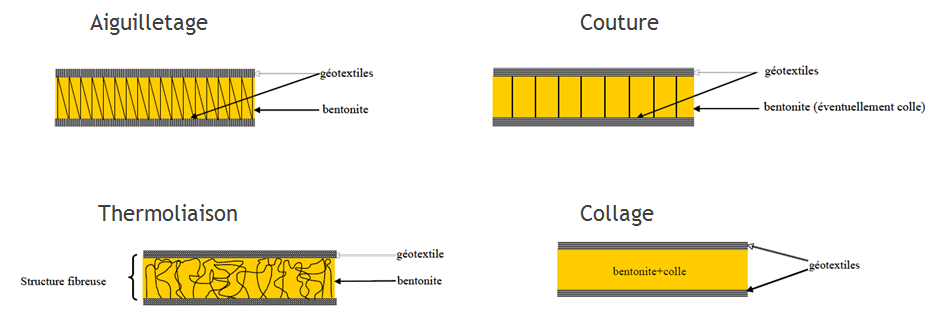 Aiguilletage
géotextiles
bentonite
Couture
géotextiles
bentonite (éventuellement colle)
Thermoliaison
géotextile
Structure fibreuse
bentonite
Collage
bentonite+colle
géotextiles